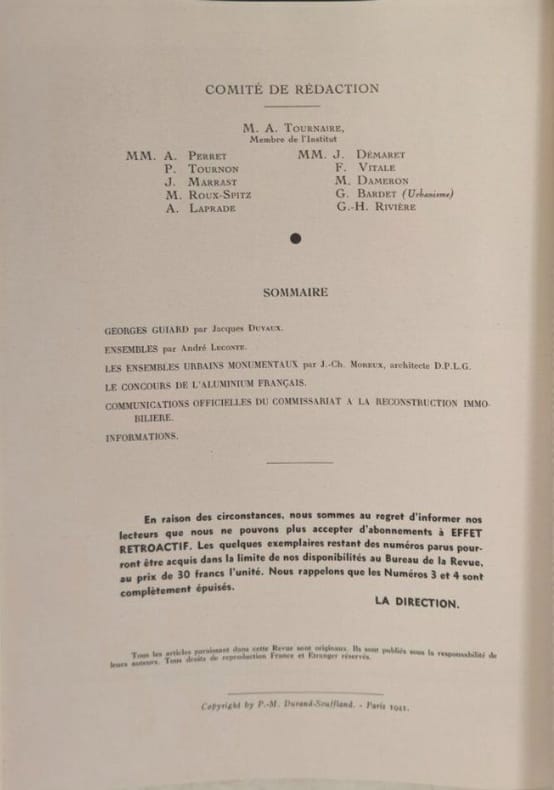 COMITÉ DE RÉDACTION
M. A. TOURNAIRE,
Membre de l'Institut
MM. A. PERRET
P. TOURNON
J. MARRAST
M. ROUX-SPITZ
A. LAPRADE
MM. J. DÉMARET
F. VITALE
M. DAMERON
G. BARDET (Urbanisme)
G.-H. RIVIÈRE
SOMMAIRE
GEORGES GUIARD par Jacques DUVAUX.
ENSEMBLES par André LECONTE.
LES ENSEMBLES URBAINS MONUMENTAUX par J.-Ch. MOREUX, architecte D.P.L.G.
LE CONCOURS DE L'ALUMINIUM FRANÇAIS.
COMMUNICATIONS OFFICIELLES DU COMMISSARIAT A LA RECONSTRUCTION IMMO-
BILIERE.
INFORMATIONS.
En raison des circonstances, nous sommes au regret d'informer nos
lecteurs que nous ne pouvons plus accepter d'abonnements à EFFET
RETROACTIF. Les quelques exemplaires restant des numéros parus pour-
ront être acquis dans la limite de nos disponibilités au Bureau de la Revue,
au prix de 30 francs l'unité. Nous rappelons que les Numéros 3 et 4 sont
complètement épuisés.
LA DIRECTION.
Tous les articles paraissant dans cette Revue sont originaux. Ils sont publiés sous la responsabilité de
leurs auteurs. Tous droits de reproduction France et Etranger réservés.
Copyright by P.-M. Durand-Souffland. - Paris 1941.